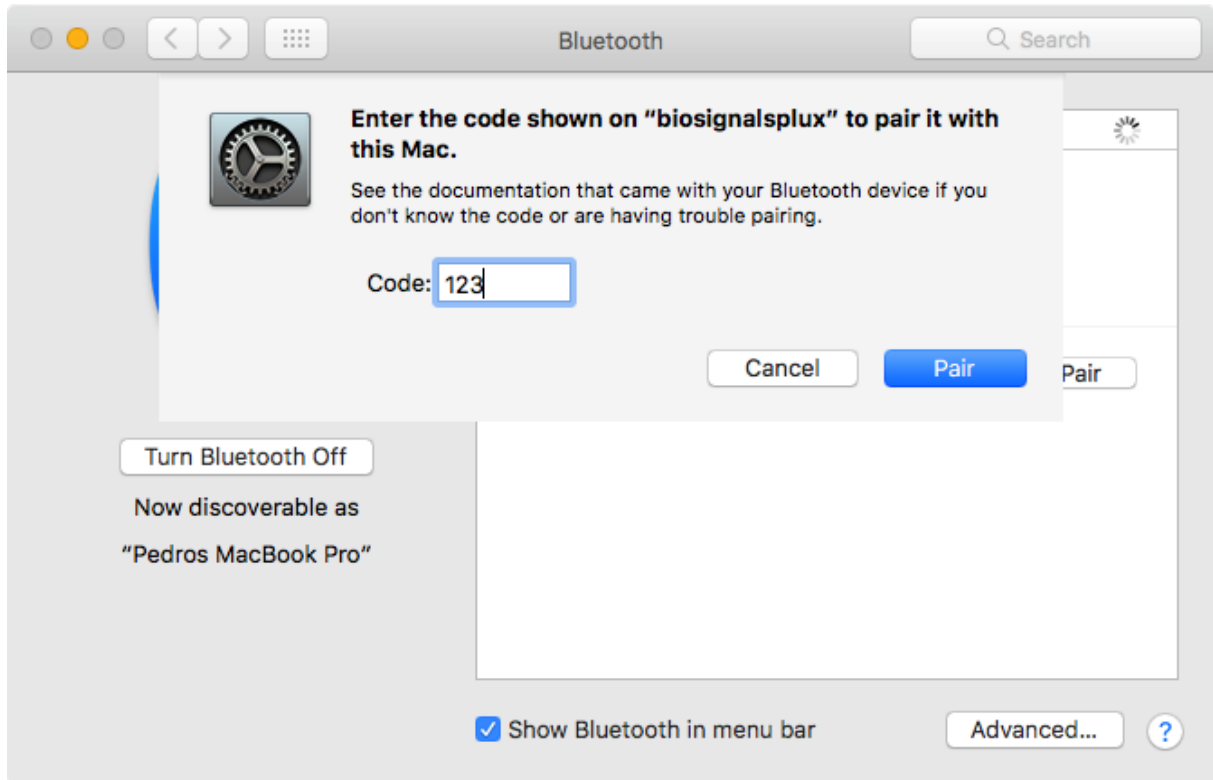 Bluetooth
Search
Enter the code shown on “biosignalsplux” to pair it with
this Mac.
See the documentation that came with your Bluetooth device if you
don't know the code or are having trouble pairing.
Code: 123
Cancel
Pair
Pair
Turn Bluetooth Off
Now discoverable as
“Pedros MacBook Pro”
Show Bluetooth in menu bar
Advanced...
?